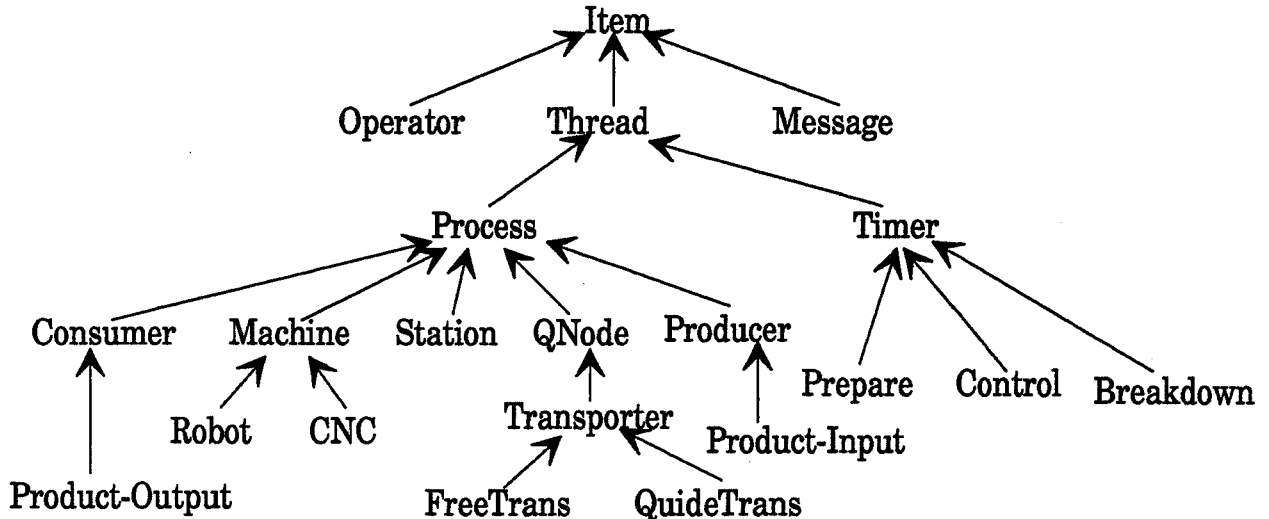 Item
Operator Thread Message
Process Timer
Consumer Machine Station QNode Producer
Prepare Control Breakdown
Robot CNC Transporter Product-Input
Product-Output FreeTrans QuideTrans